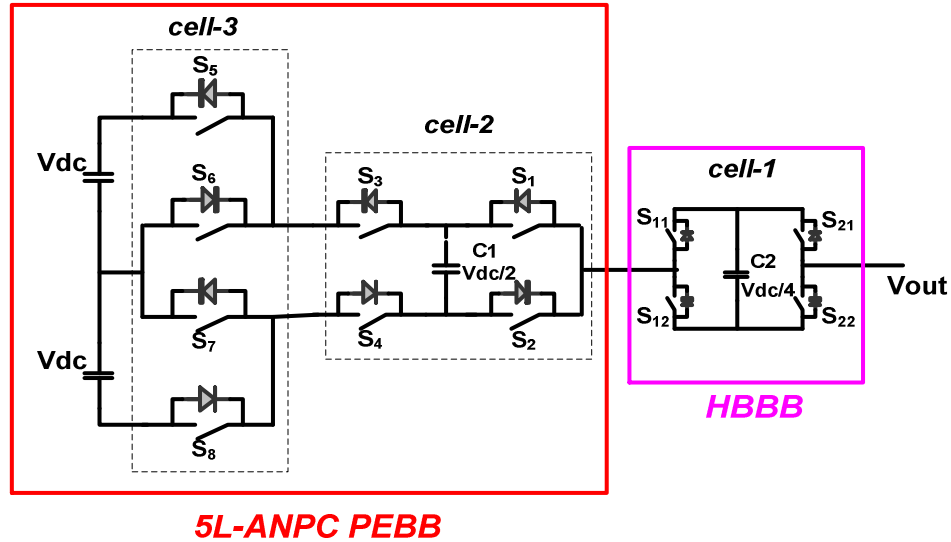 cell-3
S5
Vdc
S6
S7
Vdc
S8
cell-2
S3
S1
C1
Vdc/2
S4
S2
cell-1
S11
S21
C2
Vdc/4
S12
S22
Vout
HBBB
5L-ANPC PEBB